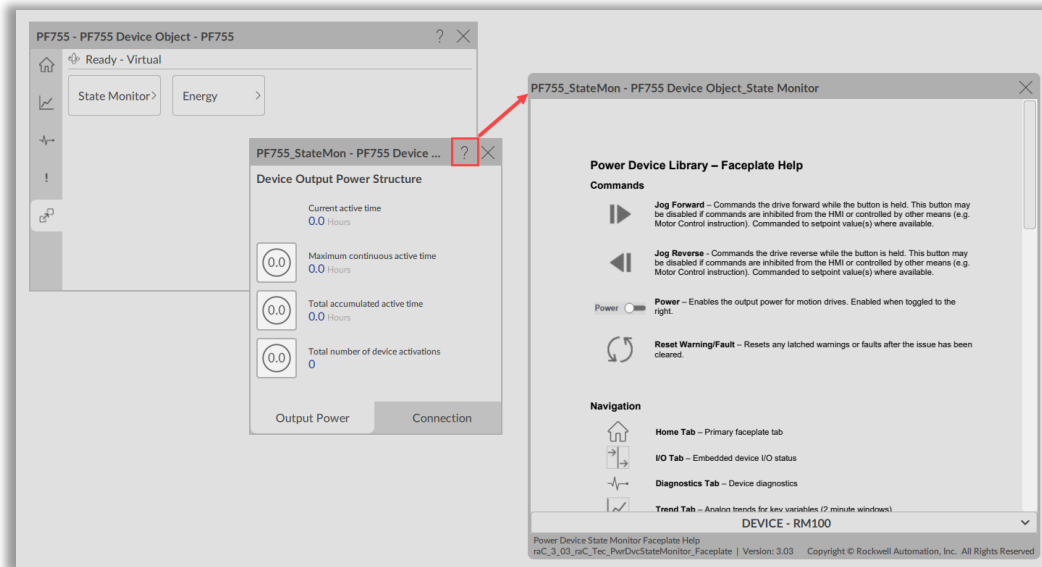 PF755 - PF755 Device Object - PF755
?
Ready - Virtual
State Monitor
Energy
!
PF755_StateMon - PF755 Device ...
?
Device Output Power Structure
Current active time
0.0 Hours
0.0
Maximum continuous active time
0.0 Hours
0.0
Total accumulated active time
0.0 Hours
0.0
Total number of device activations
0
Output Power
Connection
PF755_StateMon - PF755 Device Object_State Monitor
Power Device Library – Faceplate Help
Commands
Jog Forward – Commands the drive forward while the button is held. This button may
be disabled if commands are inhibited from the HMI or controlled by other means (e.g.
Motor Control instruction). Commanded to setpoint value(s) where available.
Jog Reverse - Commands the drive reverse while the button is held. This button may
be disabled if commands are inhibited from the HMI or controlled by other means (e.g.
Motor Control instruction). Commanded to setpoint value(s) where available.
Power
Power – Enables the output power for motion drives. Enabled when toggled to the
right.
Reset Warning/Fault – Resets any latched warnings or faults after the issue has been
cleared.
Navigation
Home Tab – Primary faceplate tab
I/O Tab – Embedded device I/O status
Diagnostics Tab – Device diagnostics
Trend Tab – Analog trends for key variables (2 minute windows)
DEVICE - RM100
Power Device State Monitor Faceplate Help
raC_3_03_raC_Tec_PwrDvcStateMonitor_Faceplate | Version: 3.03 Copyright © Rockwell Automation, Inc. All Rights Reserved